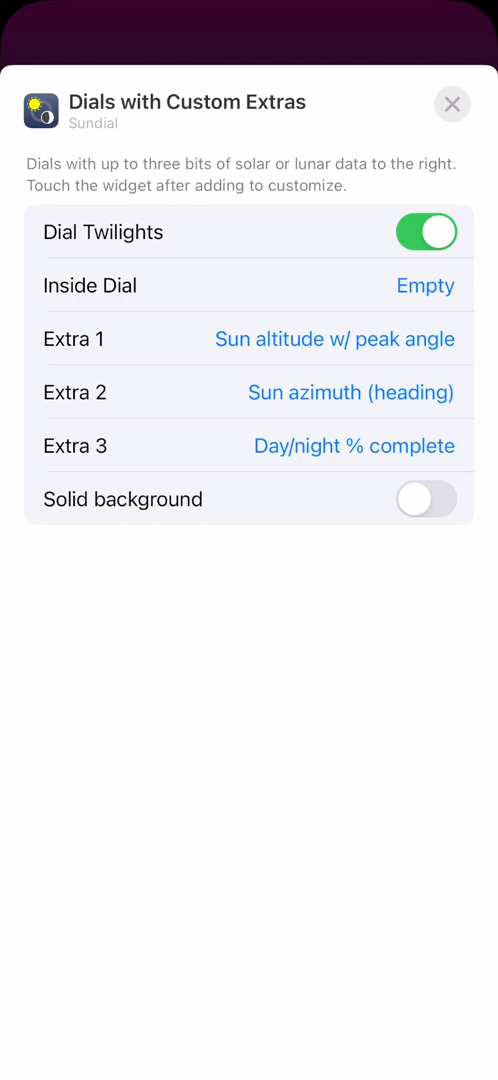 Dials with Custom Extras
Sundial
Dials with up to three bits of solar or lunar data to the right.
Touch the widget after adding to customize.
Dial Twilights
Inside Dial Empty
Extra 1 Sun altitude w/ peak angle
Extra 2 Sun azimuth (heading)
Extra 3 Day/night % complete
Solid background